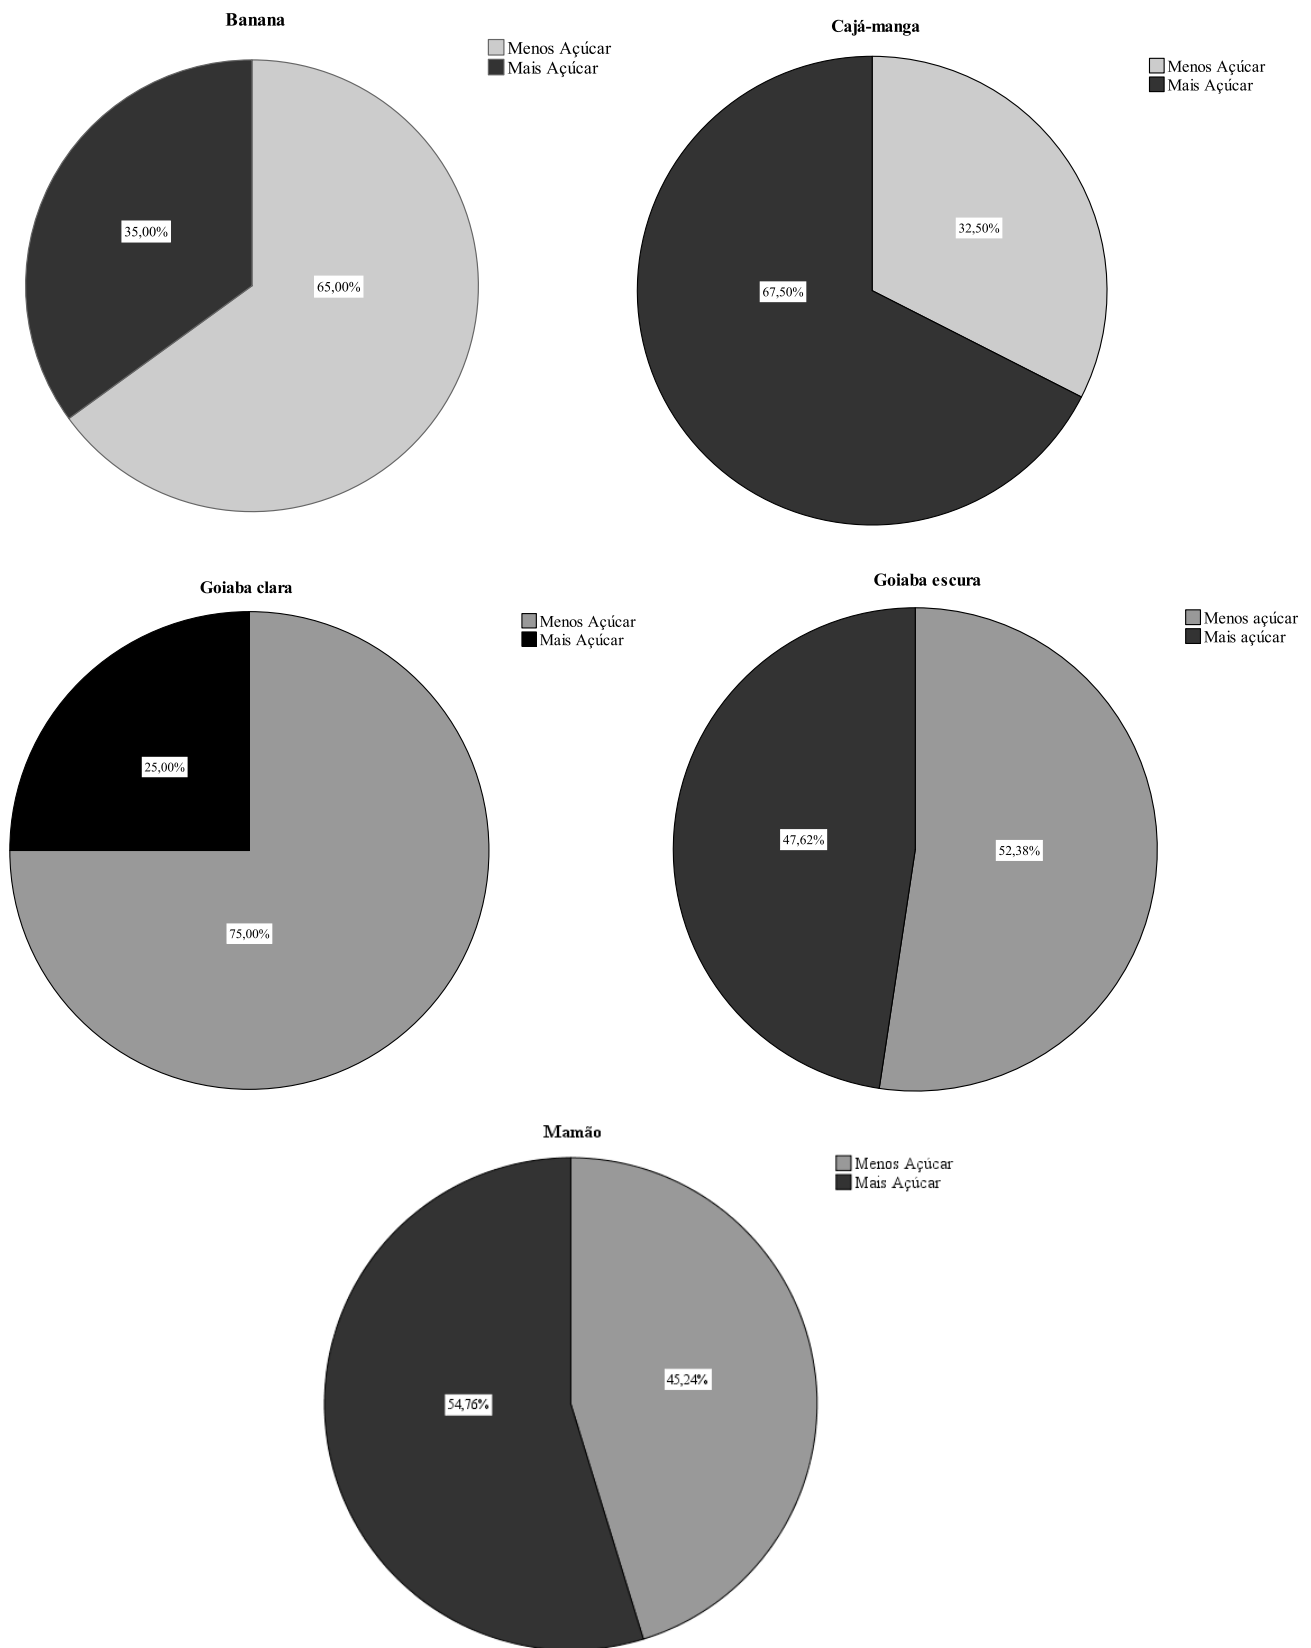 Banana
Menos Açúcar
Mais Açúcar
35,00%
65,00%
Cajá-manga
Menos Açúcar
Mais Açúcar
32,50%
67,50%
Goiaba clara
Menos Açúcar
Mais Açúcar
25,00%
75,00%
Goiaba escura
Menos açúcar
Mais açúcar
47,62%
52,38%
Mamão
Menos Açúcar
Mais Açúcar
45,24%
54,76%